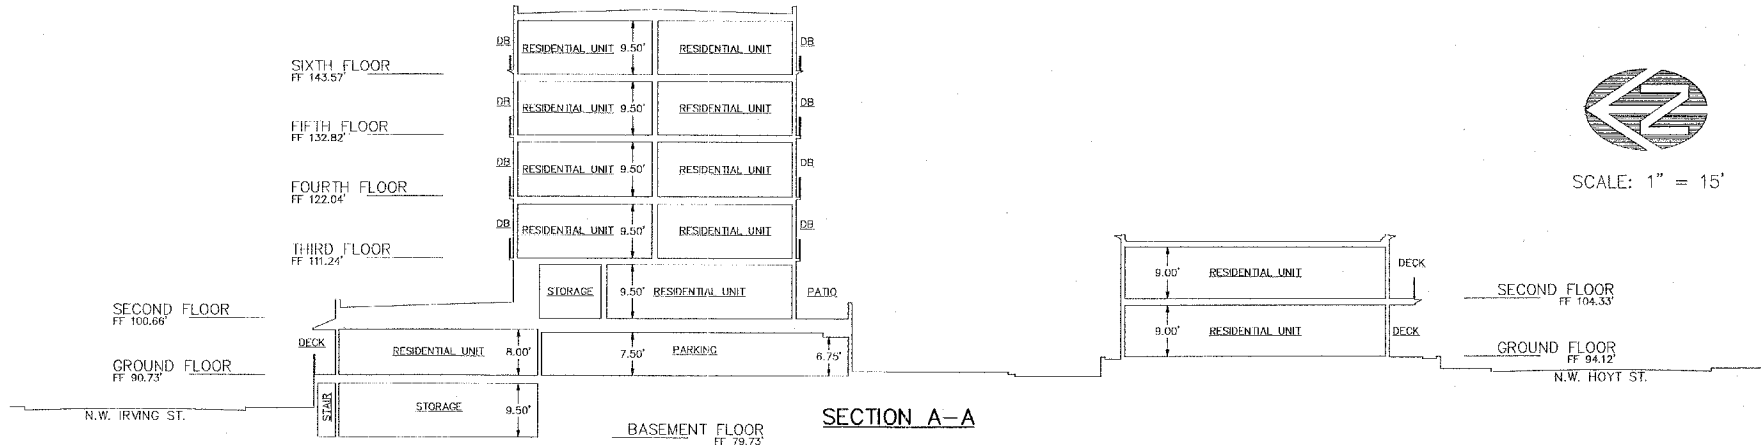 DB RESIDENTIAL UNIT 9.50' RESIDENTIAL UNIT DB
SIXTH FLOOR
FF 143.57'
DB RESIDENTIAL UNIT 9.50' RESIDENTIAL UNIT DB
FIFTH FLOOR
FF 132.82'
DB RESIDENTIAL UNIT 9.50' RESIDENTIAL UNIT DB
FOURTH FLOOR
FF 122.04'
DB RESIDENTIAL UNIT 9.50' RESIDENTIAL UNIT DB
THIRD FLOOR
FF 111.24'
STORAGE 9.50' RESIDENTIAL UNIT PATIO
SECOND FLOOR
FF 100.66'
DECK RESIDENTIAL UNIT 8.00' 7.50' PARKING 6.75'
GROUND FLOOR
FF 90.73'
STAIR STORAGE 9.50'
N.W. IRVING ST.
BASEMENT FLOOR
FF 79.73'
SECTION A-A
Z
SCALE: 1" = 15'
9.00' RESIDENTIAL UNIT DECK
SECOND FLOOR
FF 104.33'
9.00' RESIDENTIAL UNIT DECK
GROUND FLOOR
FF 94.12'
N.W. HOYT ST.